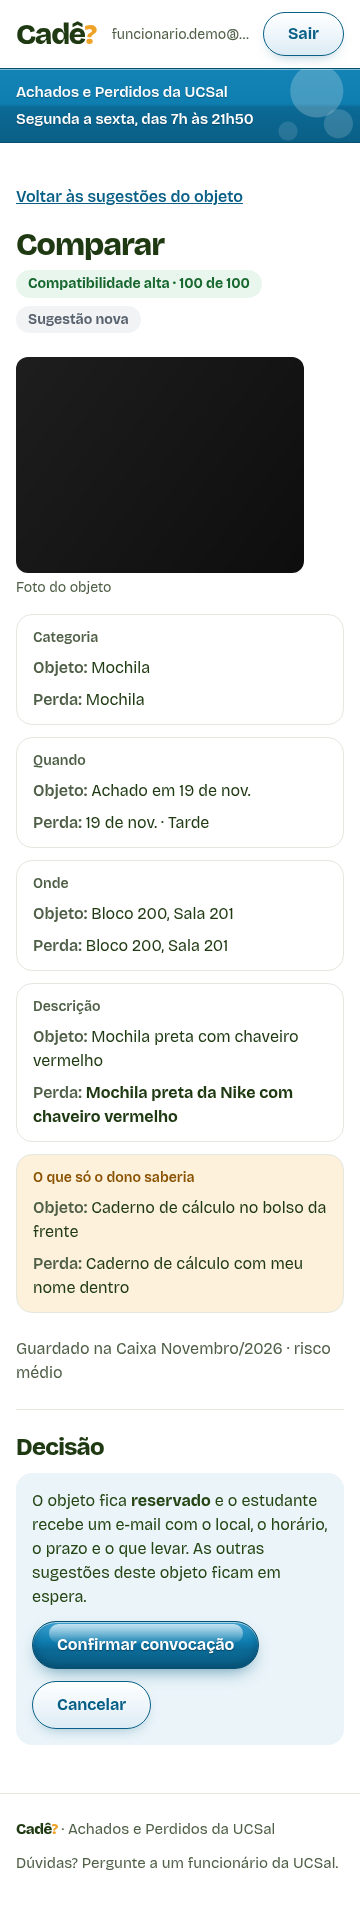 Cadê?
funcionario.demo@...
Sair
Achados e Perdidos da UCSal
Segunda a sexta, das 7h às 21h50
Voltar às sugestões do objeto
Comparar
Compatibilidade alta · 100 de 100
Sugestão nova
Foto do objeto
Categoria
Objeto: Mochila
Perda: Mochila
Quando
Objeto: Achado em 19 de nov.
Perda: 19 de nov. · Tarde
Onde
Objeto: Bloco 200, Sala 201
Perda: Bloco 200, Sala 201
Descrição
Objeto: Mochila preta com chaveiro
vermelho
Perda: Mochila preta da Nike com
chaveiro vermelho
O que só o dono saberia
Objeto: Caderno de cálculo no bolso da
frente
Perda: Caderno de cálculo com meu
nome dentro
Guardado na Caixa Novembro/2026 · risco
médio
Decisão
O objeto fica reservado e o estudante
recebe um e-mail com o local, o horário,
o prazo e o que levar. As outras
sugestões deste objeto ficam em
espera.
Confirmar convocação
Cancelar
Cadê? · Achados e Perdidos da UCSal
Dúvidas? Pergunte a um funcionário da UCSal.